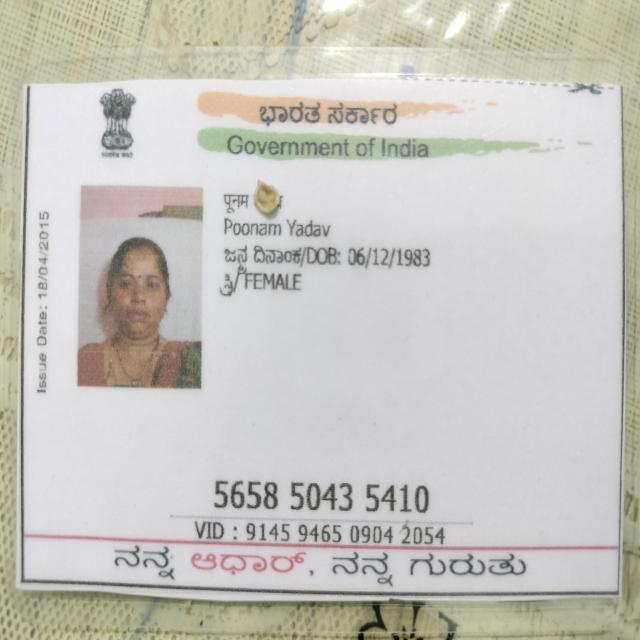 ಭಾರತ ಸರ್ಕಾರ
Government of India
पूनम
Poonam Yadav
ಜನ್ಮ ದಿನಾಂಕ/DOB: 06/12/1983
ಸ್ತ್ರೀ/FEMALE
Issue Date: 18/04/2015
5658 5043 5410
VID : 9145 9465 0904 2054
ನನ್ನ ಆಧಾರ್, ನನ್ನ ಗುರುತು